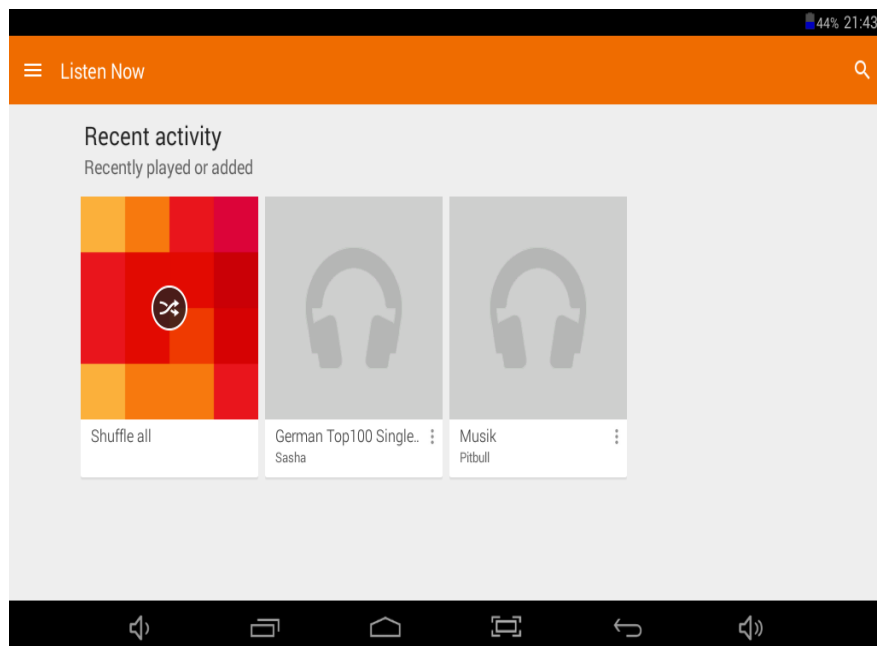 44% 21:43
Listen Now
Recent activity
Recently played or added
Shuffle all
German Top100 Single..
Sasha
Musik
Pitbull